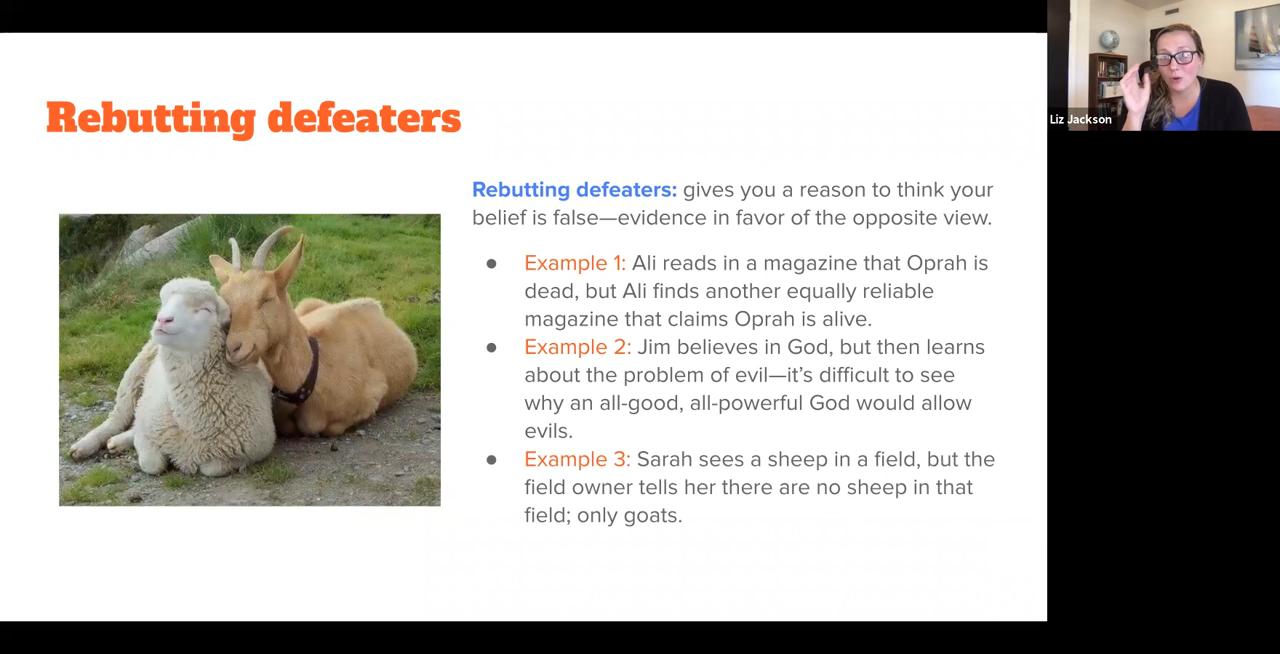 Rebutting defeaters
Rebutting defeaters: gives you a reason to think your
belief is false—evidence in favor of the opposite view.
● Example 1: Ali reads in a magazine that Oprah is
dead, but Ali finds another equally reliable
magazine that claims Oprah is alive.
● Example 2: Jim believes in God, but then learns
about the problem of evil—it's difficult to see
why an all-good, all-powerful God would allow
evils.
● Example 3: Sarah sees a sheep in a field, but the
field owner tells her there are no sheep in that
field; only goats.
Liz Jackson